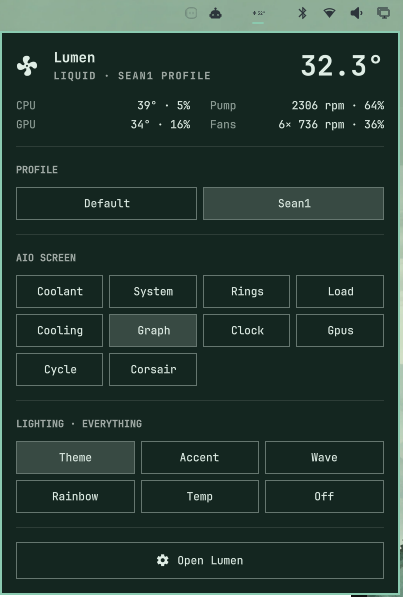 32°
Lumen
32.3°
LIQUID · SEAN1 PROFILE
CPU 39° · 5% Pump 2306 rpm · 64%
GPU 34° · 16% Fans 6× 736 rpm · 36%
PROFILE
Default Sean1
AIO SCREEN
Coolant System Rings Load
Cooling Graph Clock Gpus
Cycle Corsair
LIGHTING · EVERYTHING
Theme Accent Wave
Rainbow Temp Off
Open Lumen